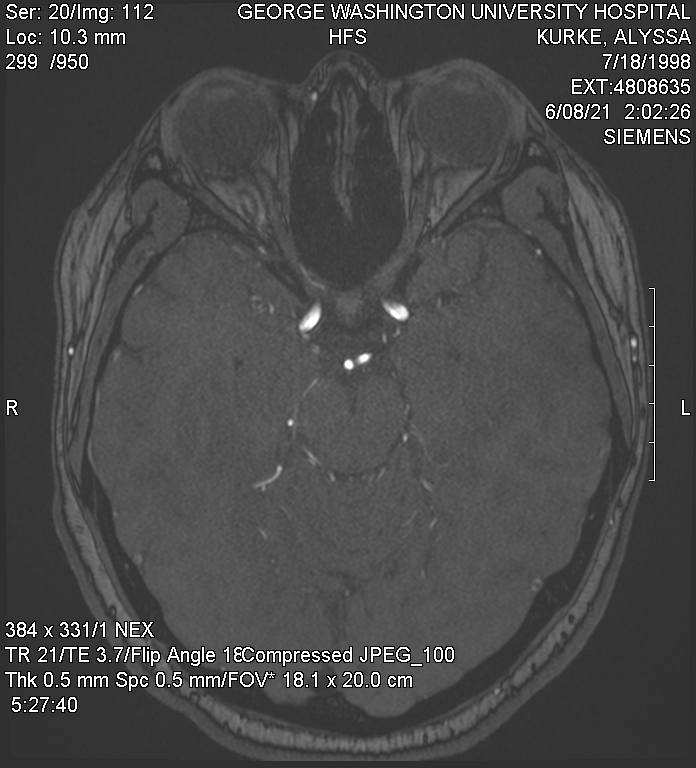 Ser: 20/Img: 112
Loc: 10.3 mm
299 /950
GEORGE WASHINGTON UNIVERSITY HOSPITAL
HFS
KURKE, ALYSSA
7/18/1998
EXT:4808635
6/08/21 2:02:26
SIEMENS
R
L
384 x 331/1 NEX
TR 21/TE 3.7/Flip Angle 18Compressed JPEG_100
Thk 0.5 mm Spc 0.5 mm/FOV* 18.1 x 20.0 cm
5:27:40